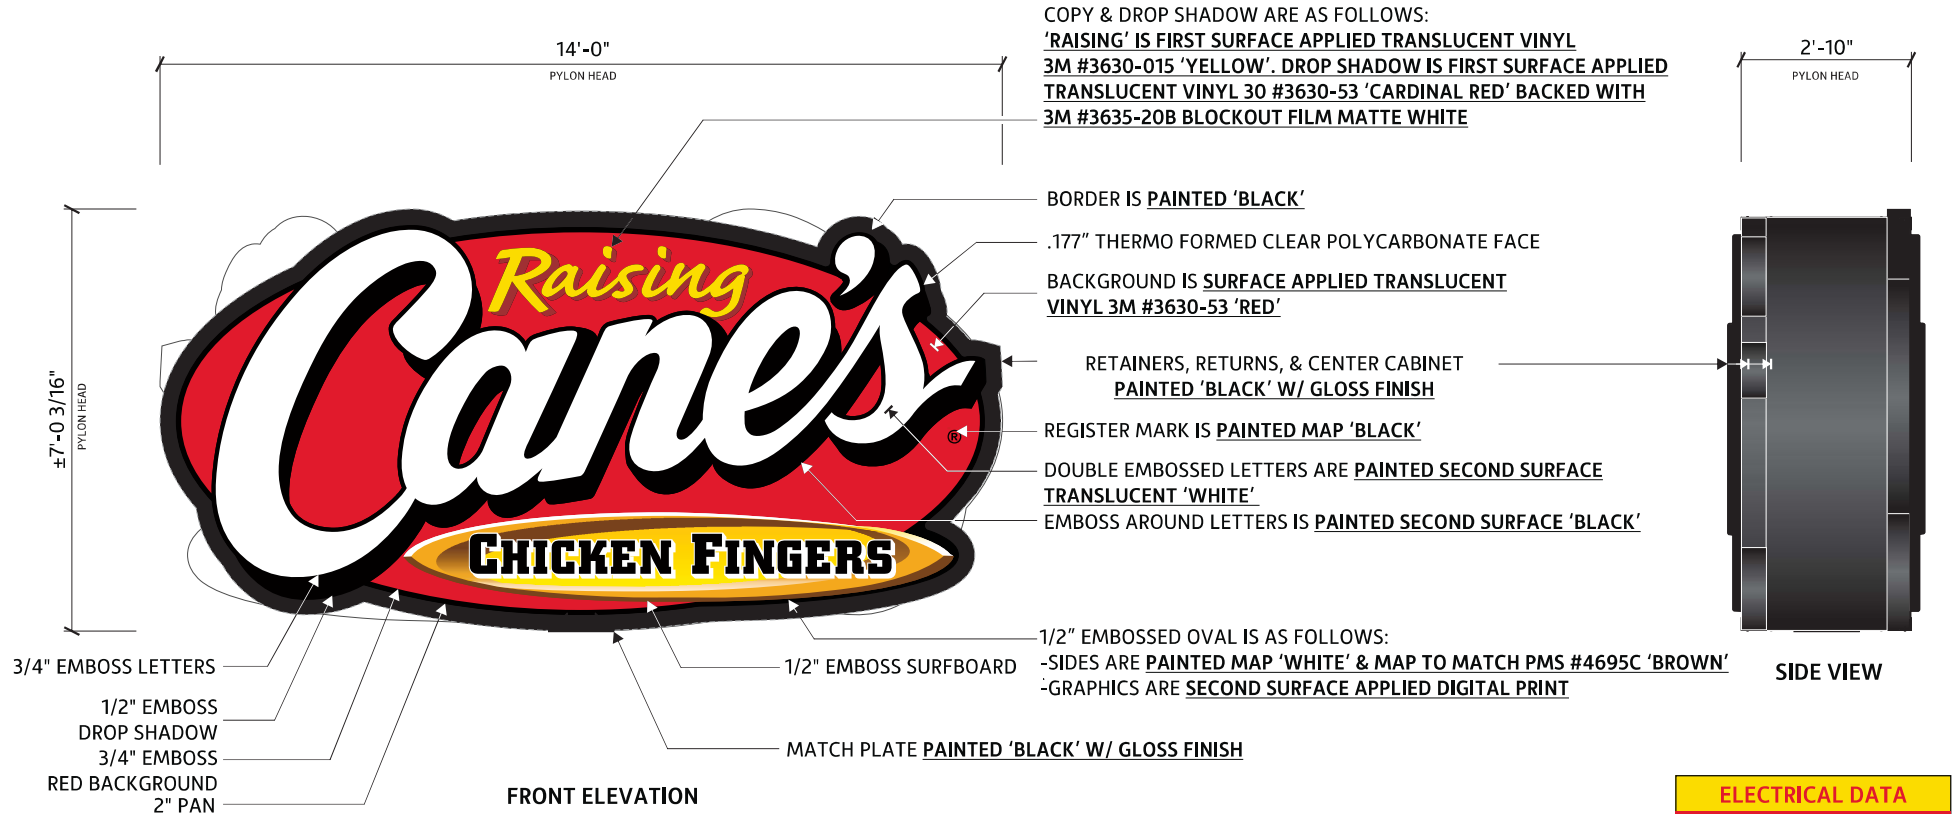 COPY & DROP SHADOW ARE AS FOLLOWS:
‘RAISING’ IS FIRST SURFACE APPLIED TRANSLUCENT VINYL
3M #3630-015 ‘YELLOW’. DROP SHADOW IS FIRST SURFACE APPLIED
TRANSLUCENT VINYL 30 #3630-53 ‘CARDINAL RED’ BACKED WITH
3M #3635-20B BLOCKOUT FILM MATTE WHITE
14'-0"
PYLON HEAD
2'-10"
PYLON HEAD
BORDER IS PAINTED ‘BLACK’
.177” THERMO FORMED CLEAR POLYCARBONATE FACE
BACKGROUND IS SURFACE APPLIED TRANSLUCENT
VINYL 3M #3630-53 ‘RED’
RETAINERS, RETURNS, & CENTER CABINET
PAINTED ‘BLACK’ W/ GLOSS FINISH
REGISTER MARK IS PAINTED MAP ‘BLACK’
DOUBLE EMBOSSED LETTERS ARE PAINTED SECOND SURFACE
TRANSLUCENT ‘WHITE’
EMBOSS AROUND LETTERS IS PAINTED SECOND SURFACE ‘BLACK’
±7'-0 3/16"
PYLON HEAD
Raising
Cane's
®
CHICKEN FINGERS
1/2” EMBOSSED OVAL IS AS FOLLOWS:
-SIDES ARE PAINTED MAP ‘WHITE’ & MAP TO MATCH PMS #4695C ‘BROWN’
-GRAPHICS ARE SECOND SURFACE APPLIED DIGITAL PRINT
3/4" EMBOSS LETTERS
1/2" EMBOSS
DROP SHADOW
3/4" EMBOSS
RED BACKGROUND
2" PAN
1/2" EMBOSS SURFBOARD
MATCH PLATE PAINTED ‘BLACK’ W/ GLOSS FINISH
FRONT ELEVATION
SIDE VIEW
ELECTRICAL DATA